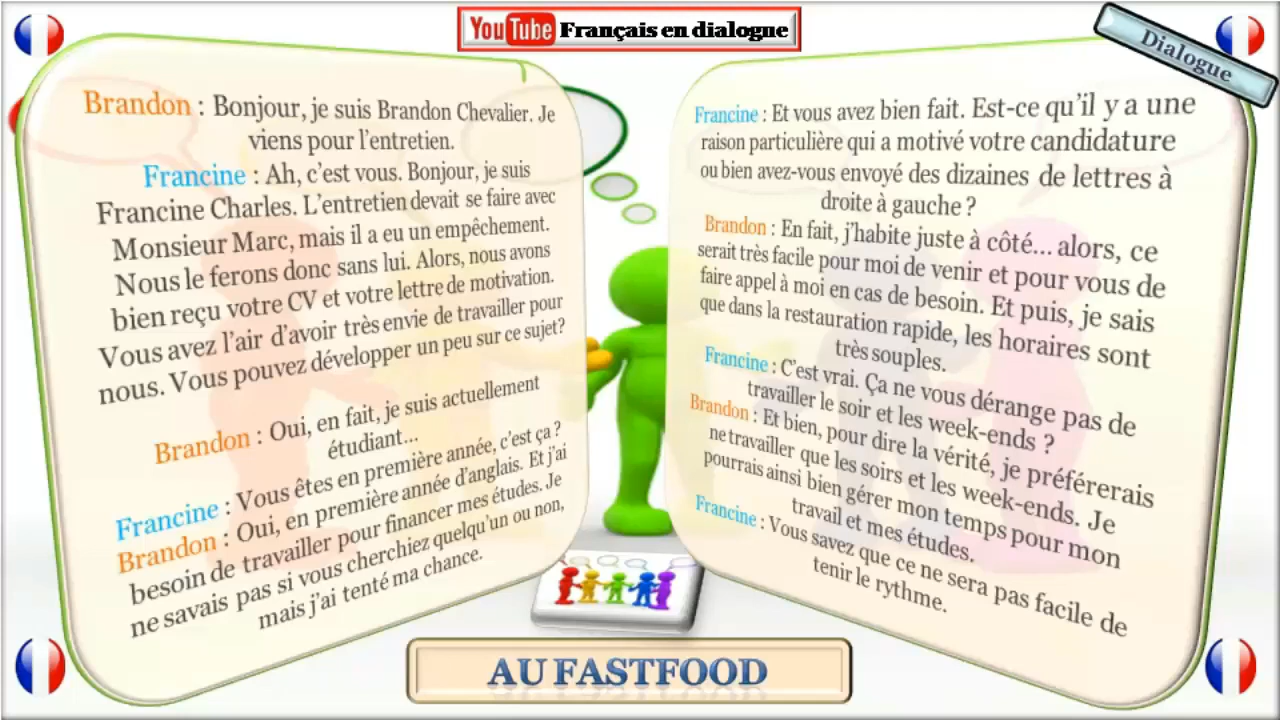 YouTube Français en dialogue
Dialogue
Brandon : Bonjour, je suis Brandon Chevalier. Je
viens pour l'entretien.
Francine : Ah, c'est vous. Bonjour, je suis
Francine Charles. L'entretien devait se faire avec
Monsieur Marc, mais il a eu un empêchement.
Nous le ferons donc sans lui. Alors, nous avons
bien reçu votre CV et votre lettre de motivation.
Vous avez l'air d'avoir très envie de travailler pour
nous. Vous pouvez développer un peu sur ce sujet?
Brandon : Oui, en fait, je suis actuellement
étudiant...
Francine : Vous êtes en première année, c'est ça ?
Brandon : Oui, en première année d'anglais. Et j'ai
besoin de travailler pour financer mes études. Je
ne savais pas si vous cherchiez quelqu'un ou non,
mais j'ai tenté ma chance.
Francine : Et vous avez bien fait. Est-ce qu'il y a une
raison particulière qui a motivé votre candidature
ou bien avez-vous envoyé des dizaines de lettres à
droite à gauche ?
Brandon : En fait, j'habite juste à côté... alors, ce
serait très facile pour moi de venir et pour vous de
faire appel à moi en cas de besoin. Et puis, je sais
que dans la restauration rapide, les horaires sont
très souples.
Francine : C'est vrai. Ça ne vous dérange pas de
travailler le soir et les week-ends ?
Brandon : Et bien, pour dire la vérité, je préférerais
ne travailler que les soirs et les week-ends. Je
pourrais ainsi bien gérer mon temps pour mon
travail et mes études.
Francine : Vous savez que ce ne sera pas facile de
tenir le rythme.
AU FASTFOOD